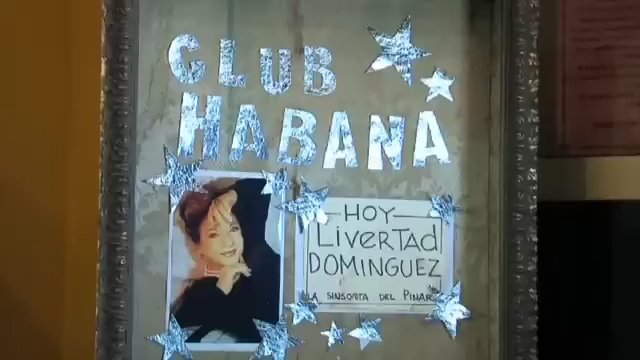 CLUB
HABANA
HOY
LiVERTAD
DOMINGUEZ
LA SINSONTA DEL PINAR